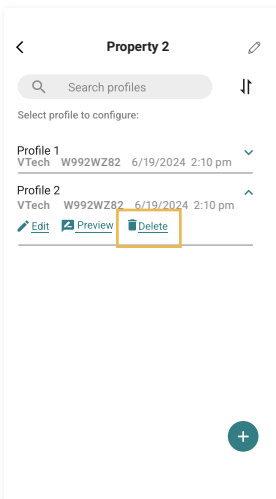 Property 2
Search profiles
Select profile to configure:
Profile 1
VTech W992WZ82 6/19/2024 2:10 pm
Profile 2
VTech W992WZ82 6/19/2024 2:10 pm
Edit Preview Delete